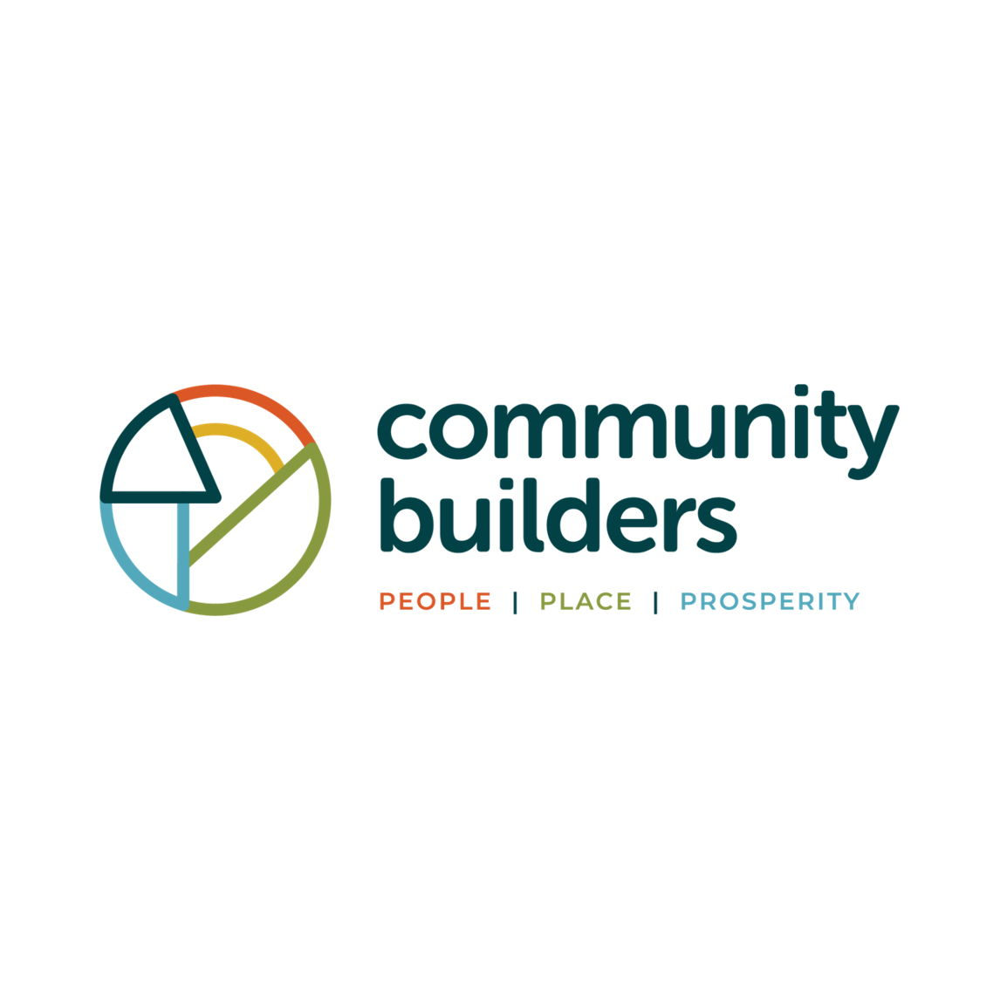 community
builders
PEOPLE | PLACE | PROSPERITY